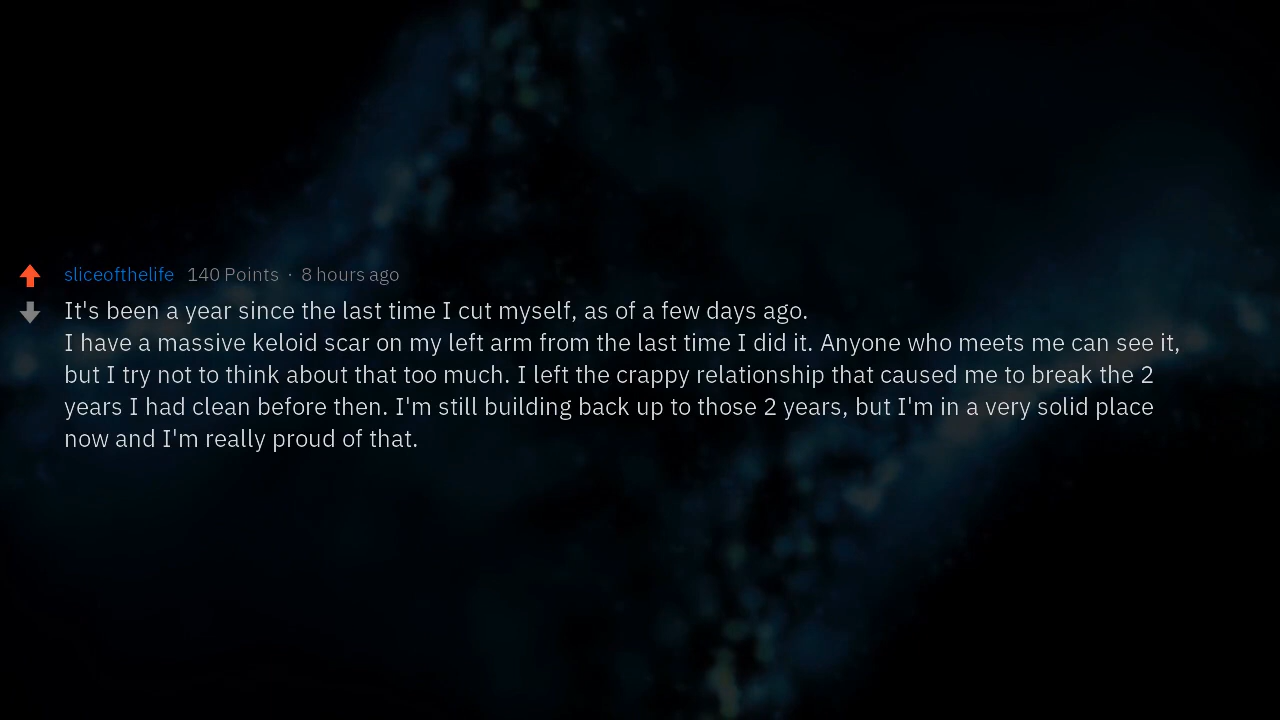 sliceofthelife 140 Points · 8 hours ago
It's been a year since the last time I cut myself, as of a few days ago.
I have a massive keloid scar on my left arm from the last time I did it. Anyone who meets me can see it,
but I try not to think about that too much. I left the crappy relationship that caused me to break the 2
years I had clean before then. I'm still building back up to those 2 years, but I'm in a very solid place
now and I'm really proud of that.